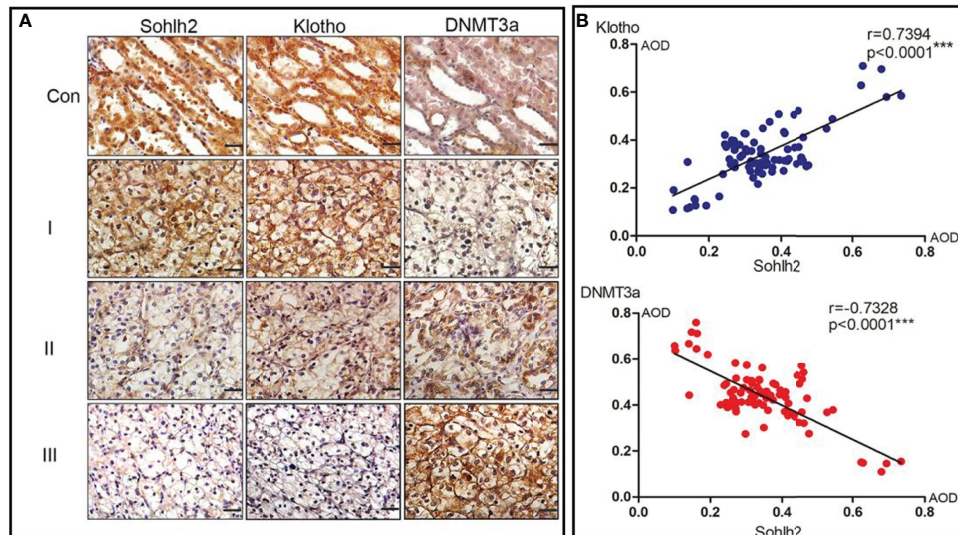 A
Sohlh2 Klotho DNMT3a
Con
I
II
III
B
Klotho
AOD
r=0.7394
p<0.0001***
0.8
0.6
0.4
0.2
0.0
0.0 0.2 0.4 0.6 0.8
AOD
Sohlh2
DNMT3a
AOD
r=-0.7328
p<0.0001***
0.8
0.6
0.4
0.2
0.0
0.0 0.2 0.4 0.6 0.8
AOD
Sohlh2